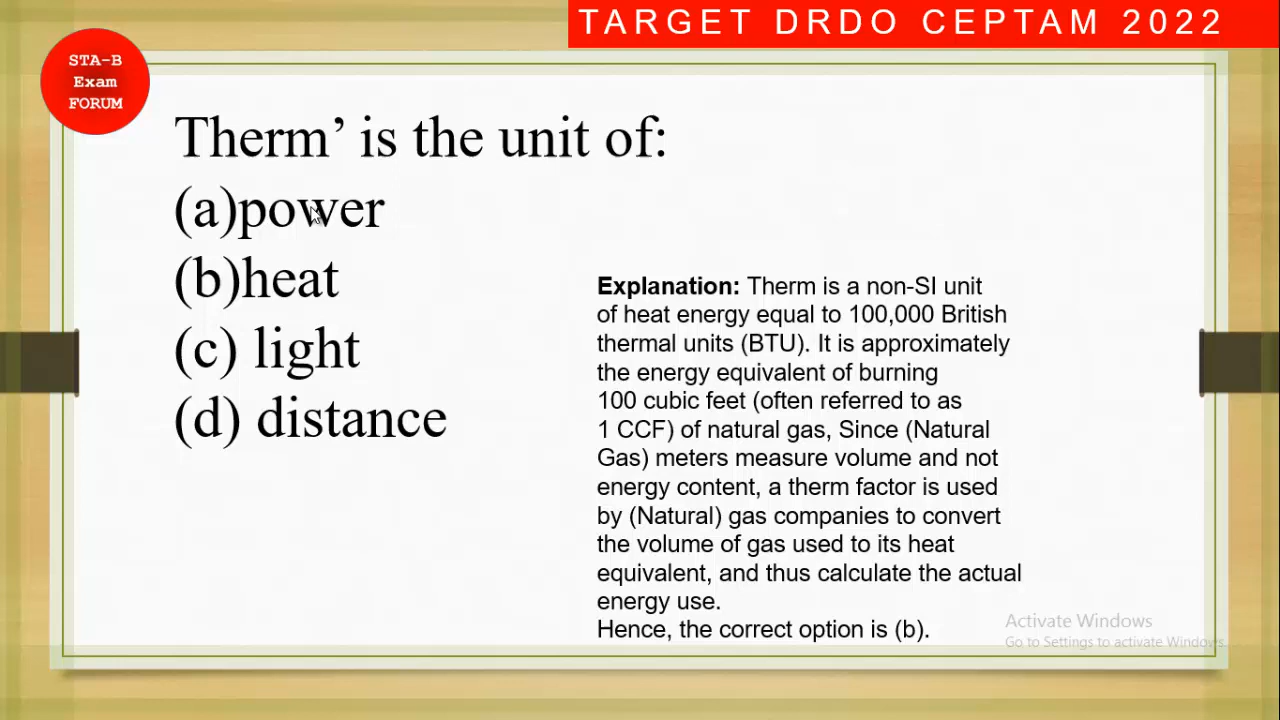 TARGET DRDO CEPTAM 2022
STA-B
Exam
FORUM
Therm’ is the unit of:
(a)power
(b)heat
(c) light
(d) distance
Explanation: Therm is a non-SI unit
of heat energy equal to 100,000 British
thermal units (BTU). It is approximately
the energy equivalent of burning
100 cubic feet (often referred to as
1 CCF) of natural gas, Since (Natural
Gas) meters measure volume and not
energy content, a therm factor is used
by (Natural) gas companies to convert
the volume of gas used to its heat
equivalent, and thus calculate the actual
energy use.
Hence, the correct option is (b).
Activate Windows
Go to Settings to activate Windows.